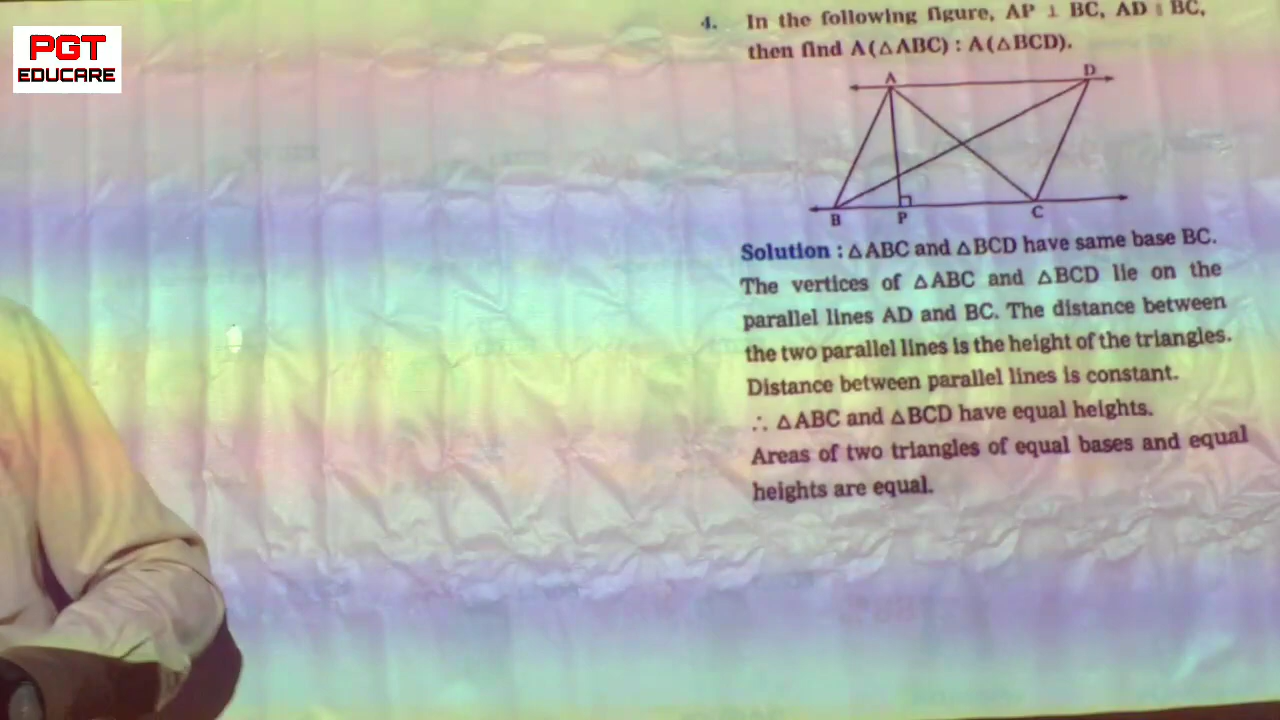 PGT
EDUCARE
4. In the following figure, AP ⊥ BC, AD ∥ BC,
then find A(△ABC) : A(△BCD).
A D
B P C
Solution : △ABC and △BCD have same base BC.
The vertices of △ABC and △BCD lie on the
parallel lines AD and BC. The distance between
the two parallel lines is the height of the triangles.
Distance between parallel lines is constant.
∴ △ABC and △BCD have equal heights.
Areas of two triangles of equal bases and equal
heights are equal.